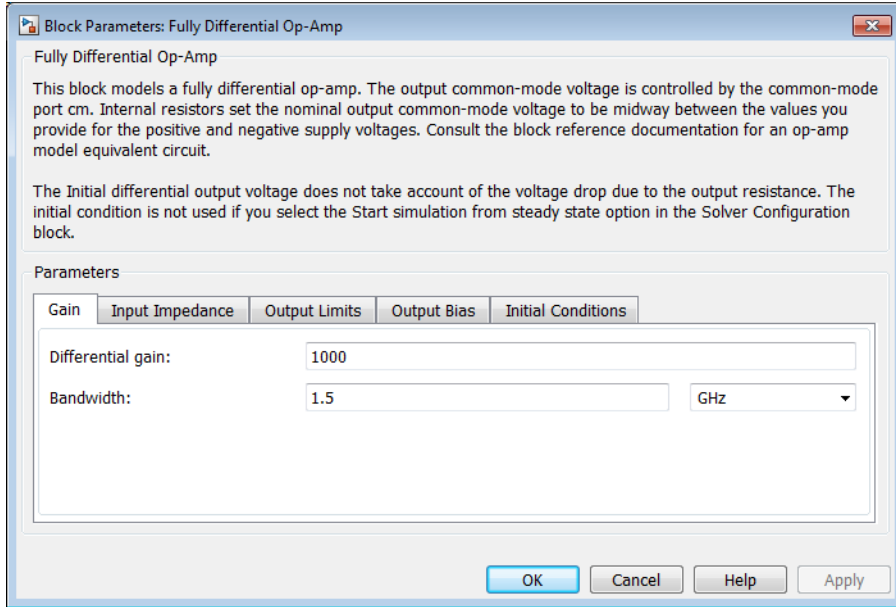 Block Parameters: Fully Differential Op-Amp
Fully Differential Op-Amp
This block models a fully differential op-amp. The output common-mode voltage is controlled by the common-mode
port cm. Internal resistors set the nominal output common-mode voltage to be midway between the values you
provide for the positive and negative supply voltages. Consult the block reference documentation for an op-amp
model equivalent circuit.
The Initial differential output voltage does not take account of the voltage drop due to the output resistance. The
initial condition is not used if you select the Start simulation from steady state option in the Solver Configuration
block.
Parameters
Gain Input Impedance Output Limits Output Bias Initial Conditions
Differential gain: 1000
Bandwidth: 1.5 GHz
OK Cancel Help Apply